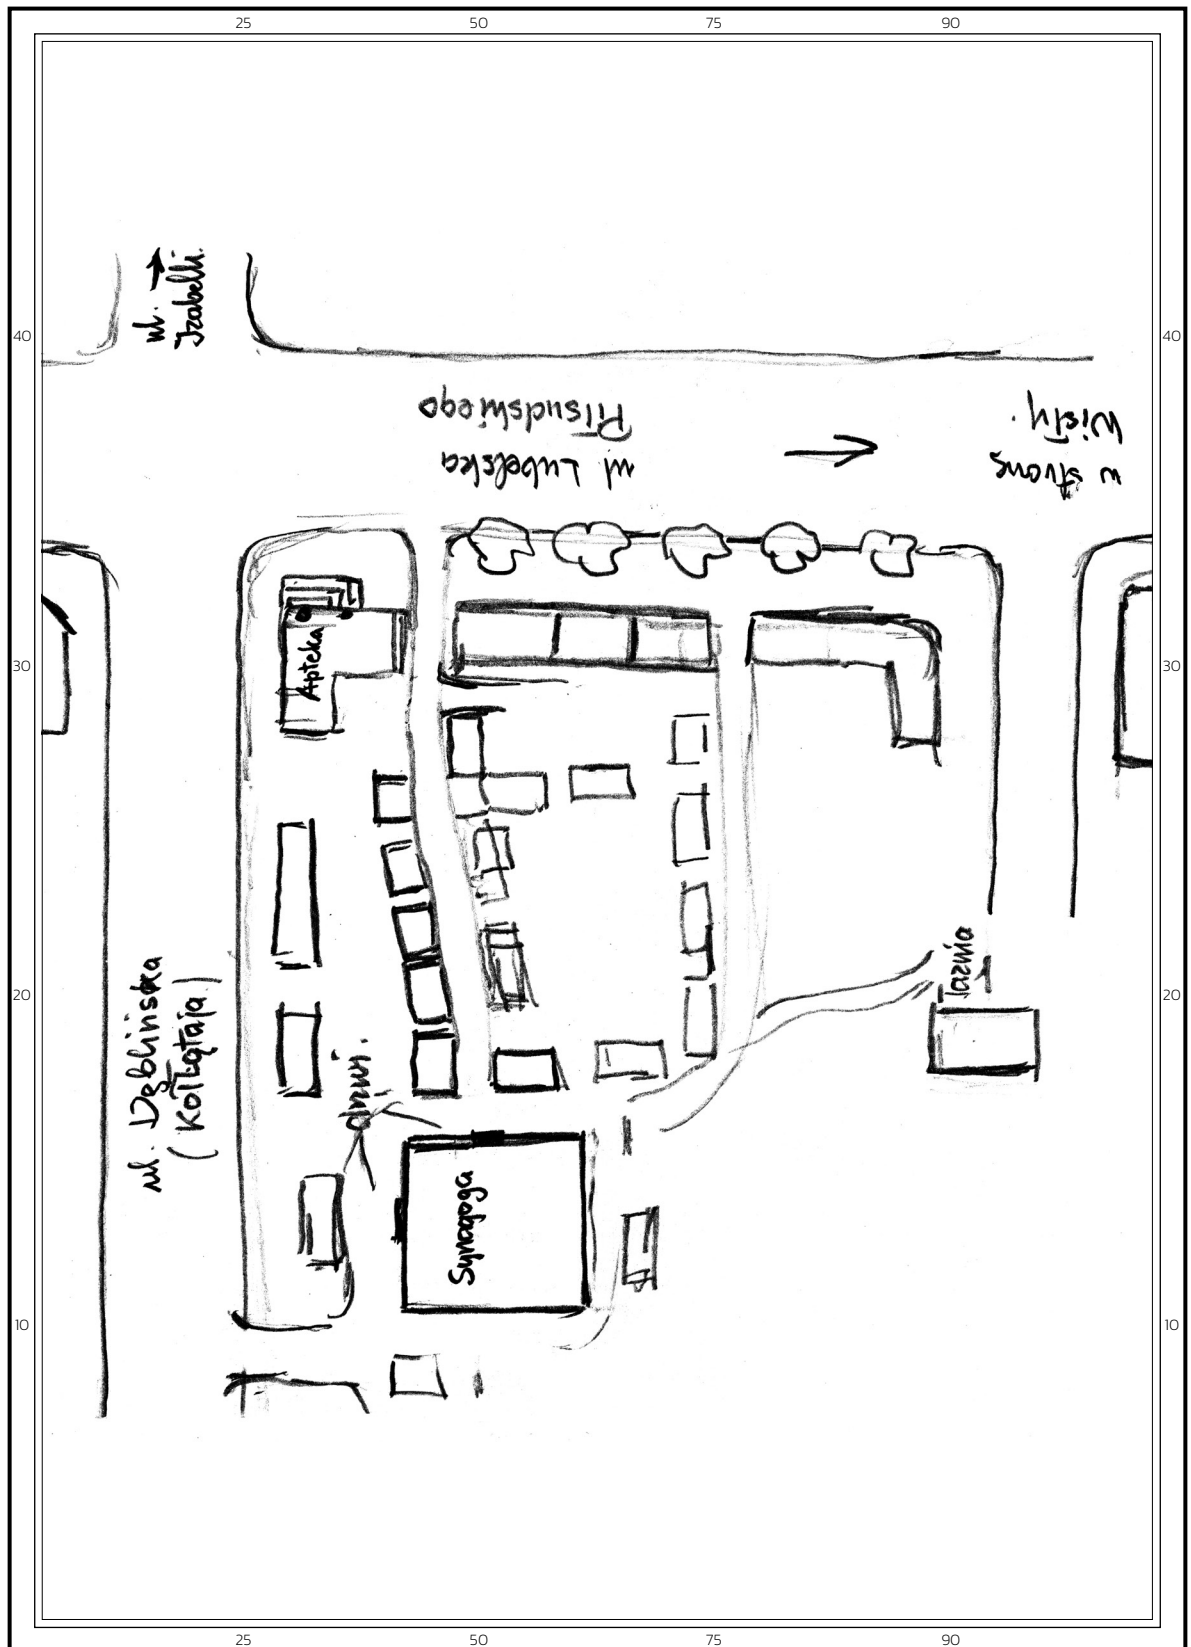 25 50 75 90
40 40
30 30
20 20
10 10
25 50 75 90
ul. →
Izabelli.
ul Lubelska
Piłsudskiego
→
w stronę
Wisły.
Apteka
ul. Dęblińska
(Kołłątaja)
drzwi.
Synagoga
Łaźnia